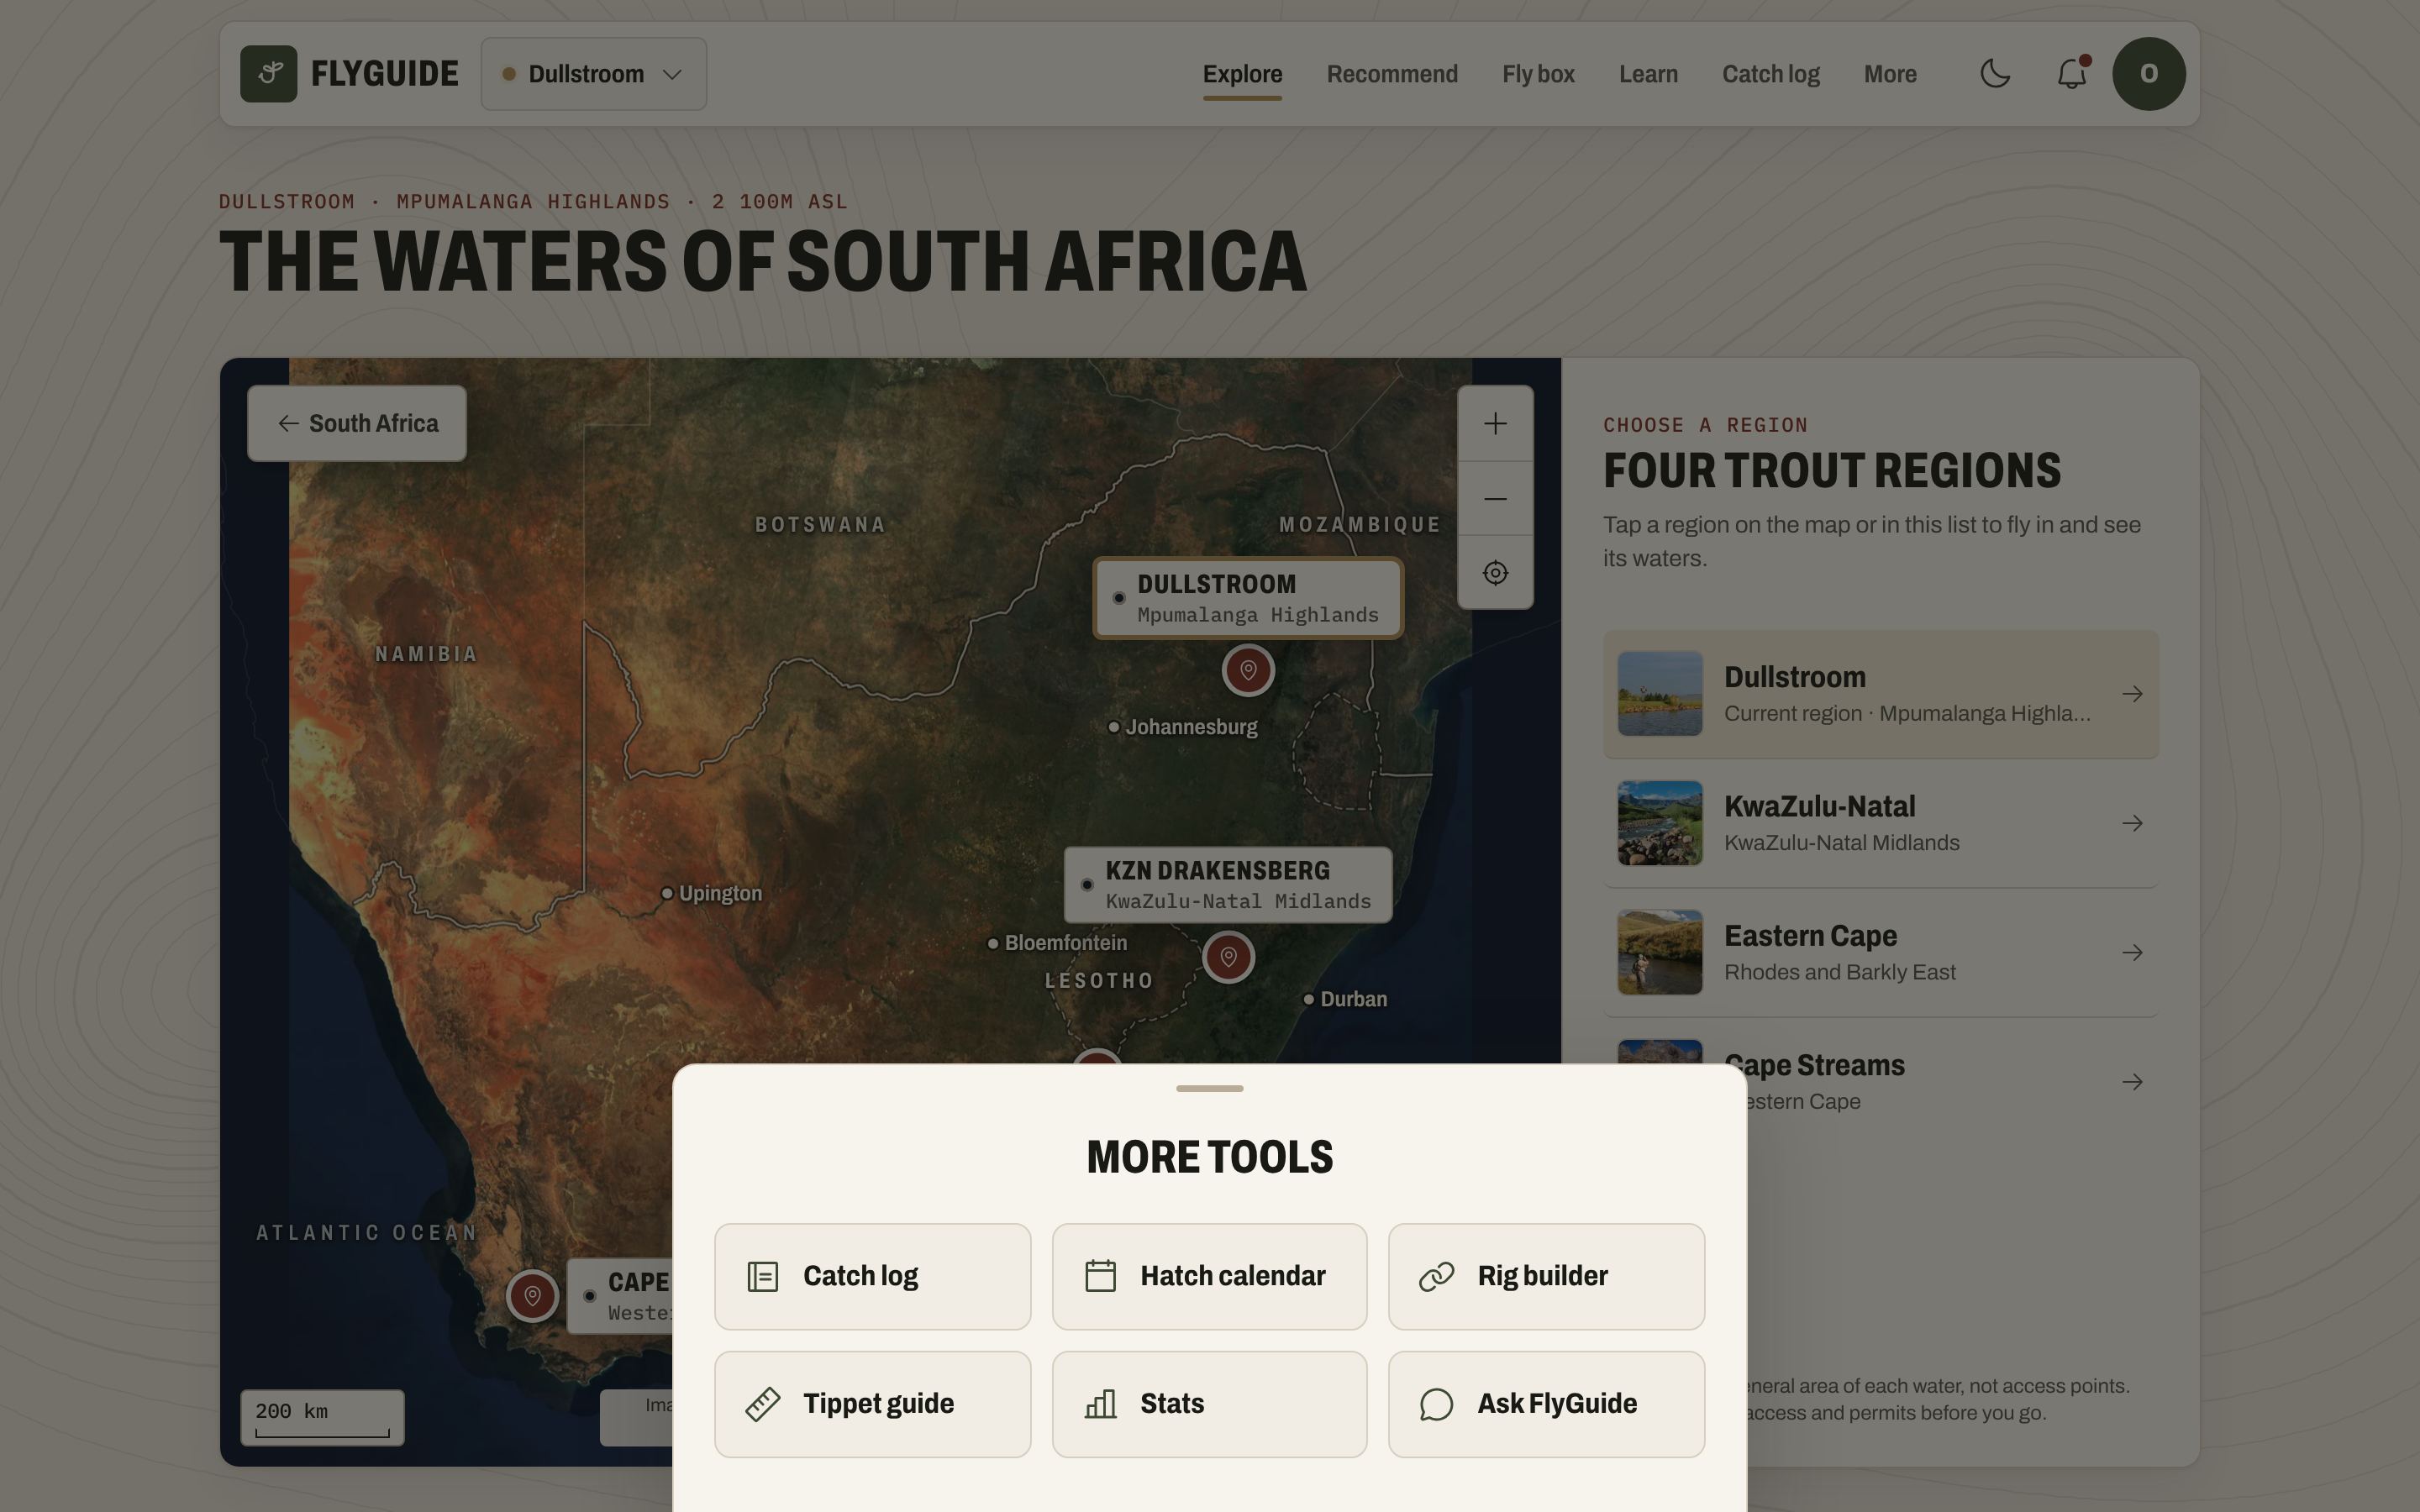 FLYGUIDE
Dullstroom
Explore
Recommend
Fly box
Learn
Catch log
More
O
DULLSTROOM · MPUMALANGA HIGHLANDS · 2 100M ASL
THE WATERS OF SOUTH AFRICA
South Africa
BOTSWANA
MOZAMBIQUE
DULLSTROOM
Mpumalanga Highlands
NAMIBIA
Johannesburg
KZN DRAKENSBERG
KwaZulu-Natal Midlands
Upington
Bloemfontein
LESOTHO
Durban
ATLANTIC OCEAN
CAPE
Weste
200 km
Ima
CHOOSE A REGION
FOUR TROUT REGIONS
Tap a region on the map or in this list to fly in and see
its waters.
Dullstroom
Current region · Mpumalanga Highla...
KwaZulu-Natal
KwaZulu-Natal Midlands
Eastern Cape
Rhodes and Barkly East
Cape Streams
estern Cape
eneral area of each water, not access points.
access and permits before you go.
MORE TOOLS
Catch log
Hatch calendar
Rig builder
Tippet guide
Stats
Ask FlyGuide